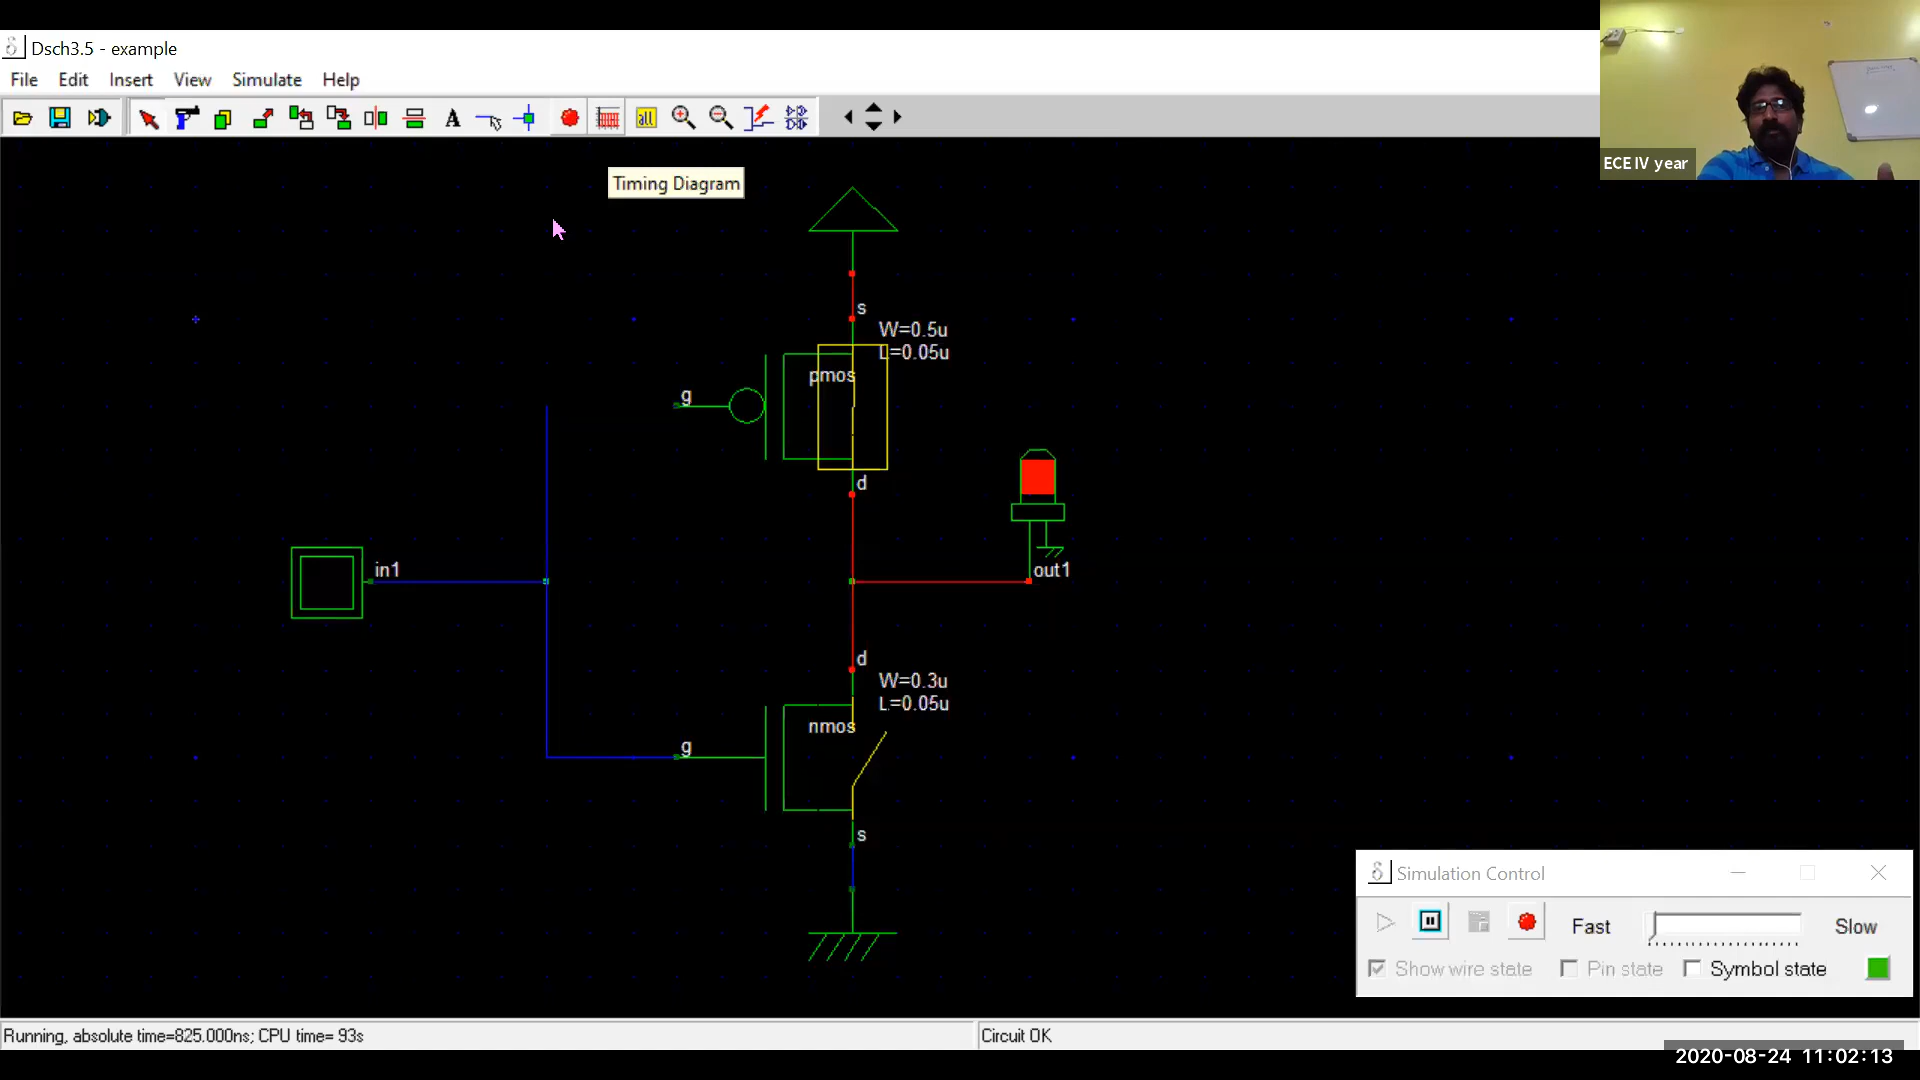 Dsch3.5 - example
File Edit Insert View Simulate Help
A
all
Timing Diagram
ECE IV year
s
W=0.5u
L=0.05u
pmos
g
d
in1
out1
d
W=0.3u
L=0.05u
nmos
g
s
Simulation Control
Fast
Slow
Show wire state
Pin state
Symbol state
Running, absolute time=825.000ns; CPU time= 93s
Circuit OK
2020-08-24 11:02:13